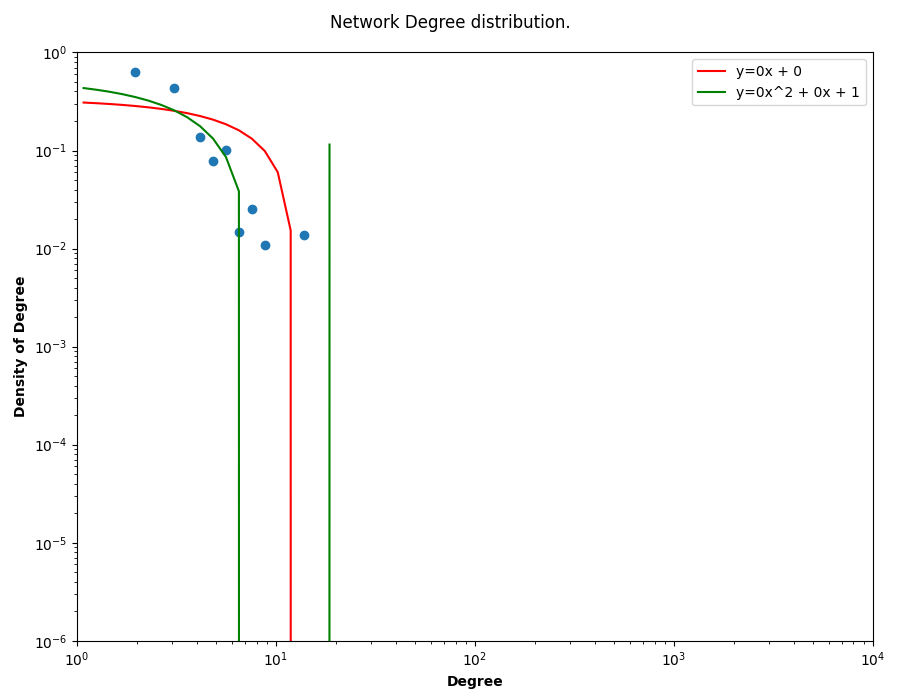 Network Degree distribution.
y=0x + 0
y=0x^2 + 0x + 1
Density of Degree
10^0
10^-1
10^-2
10^-3
10^-4
10^-5
10^-6
10^0 10^1 10^2 10^3 10^4
Degree